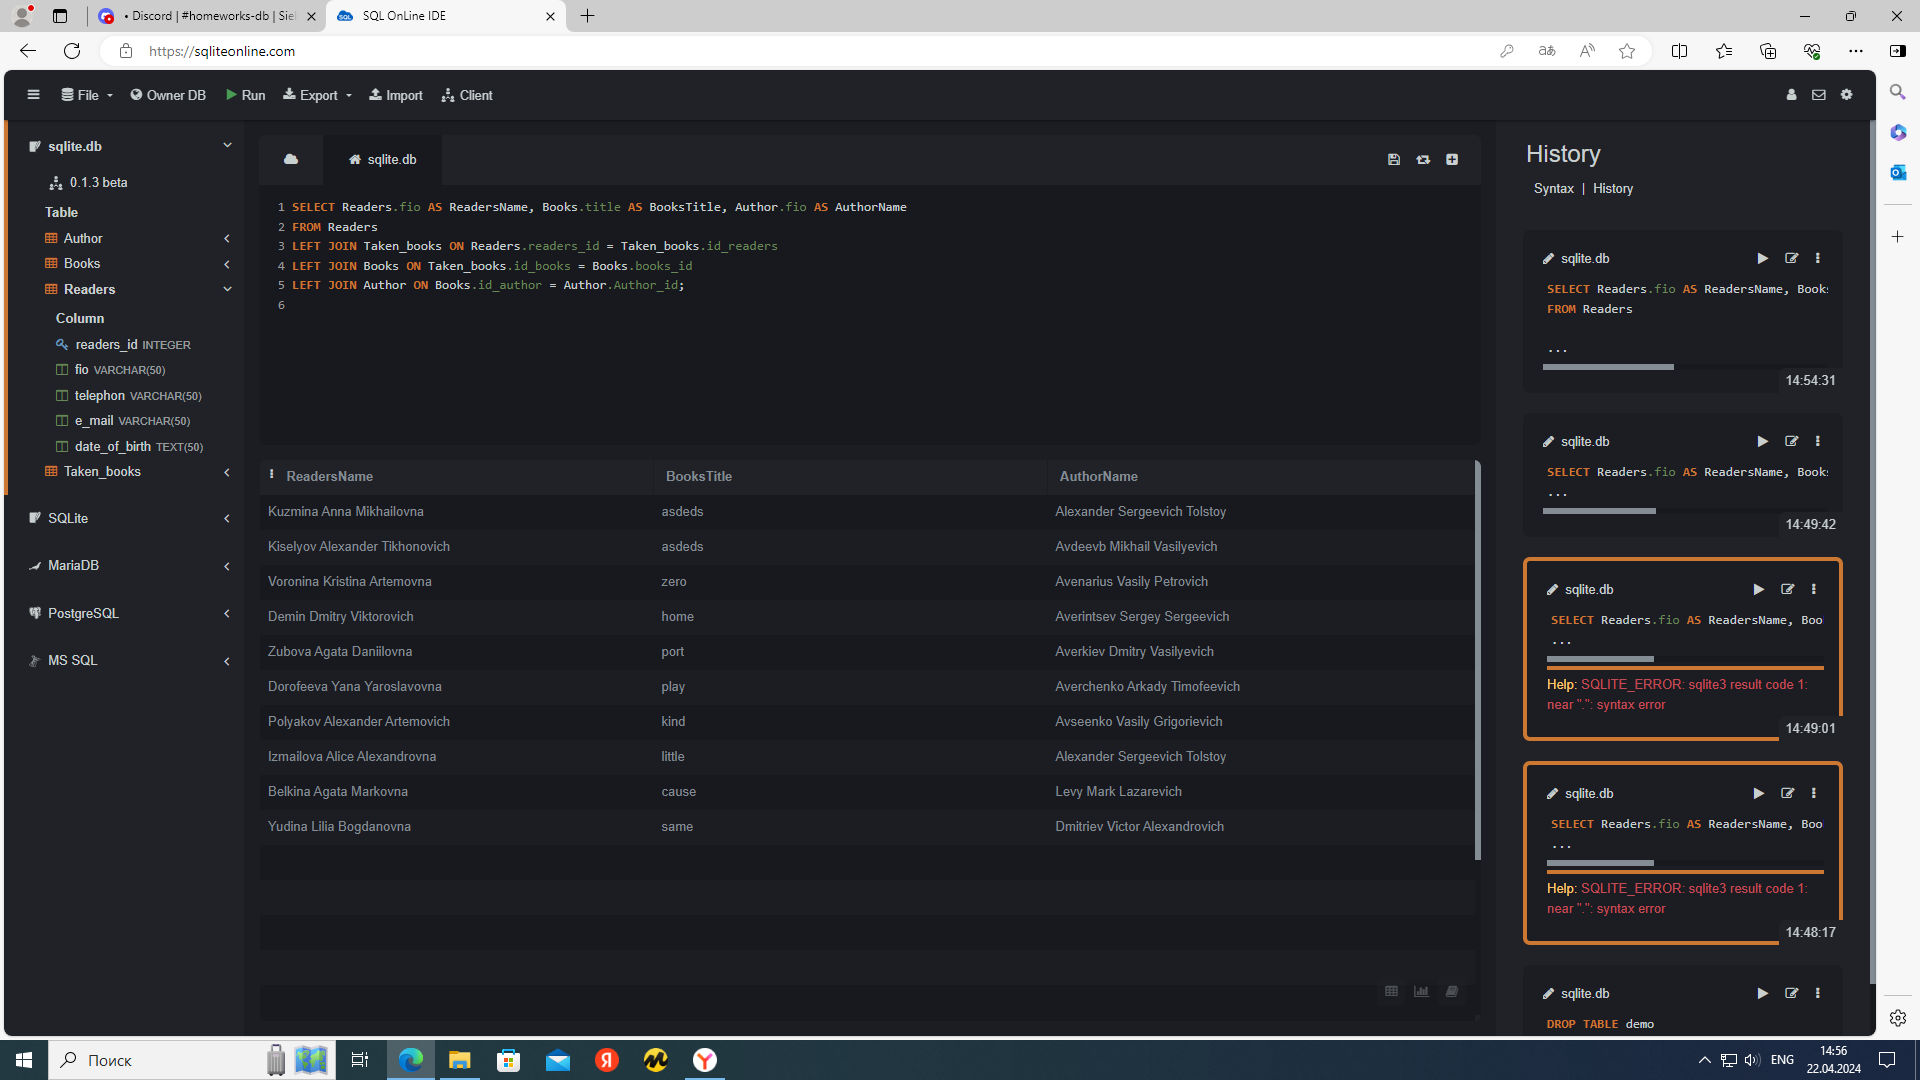 • Discord | #homeworks-db | Sie
SQL OnLine IDE
https://sqliteonline.com
File
Owner DB
Run
Export
Import
Client
sqlite.db
0.1.3 beta
Table
Author
Books
Readers
Column
readers_id INTEGER
fio VARCHAR(50)
telephon VARCHAR(50)
e_mail VARCHAR(50)
date_of_birth TEXT(50)
Taken_books
SQLite
MariaDB
PostgreSQL
MS SQL
sqlite.db
1 SELECT Readers.fio AS ReadersName, Books.title AS BooksTitle, Author.fio AS AuthorName
2 FROM Readers
3 LEFT JOIN Taken_books ON Readers.readers_id = Taken_books.id_readers
4 LEFT JOIN Books ON Taken_books.id_books = Books.books_id
5 LEFT JOIN Author ON Books.id_author = Author.Author_id;
6
ReadersName BooksTitle AuthorName
Kuzmina Anna Mikhailovna asdeds Alexander Sergeevich Tolstoy
Kiselyov Alexander Tikhonovich asdeds Avdeevb Mikhail Vasilyevich
Voronina Kristina Artemovna zero Avenarius Vasily Petrovich
Demin Dmitry Viktorovich home Averintsev Sergey Sergeevich
Zubova Agata Daniilovna port Averkiev Dmitry Vasilyevich
Dorofeeva Yana Yaroslavovna play Averchenko Arkady Timofeevich
Polyakov Alexander Artemovich kind Avseenko Vasily Grigorievich
Izmailova Alice Alexandrovna little Alexander Sergeevich Tolstoy
Belkina Agata Markovna cause Levy Mark Lazarevich
Yudina Lilia Bogdanovna same Dmitriev Victor Alexandrovich
History
Syntax | History
sqlite.db
SELECT Readers.fio AS ReadersName, Books
FROM Readers
...
14:54:31
sqlite.db
SELECT Readers.fio AS ReadersName, Books
...
14:49:42
sqlite.db
SELECT Readers.fio AS ReadersName, Boo
...
Help: SQLITE_ERROR: sqlite3 result code 1:
near ".": syntax error
14:49:01
sqlite.db
SELECT Readers.fio AS ReadersName, Boo
...
Help: SQLITE_ERROR: sqlite3 result code 1:
near ".": syntax error
14:48:17
sqlite.db
DROP TABLE demo
Поиск
ENG
14:56
22.04.2024